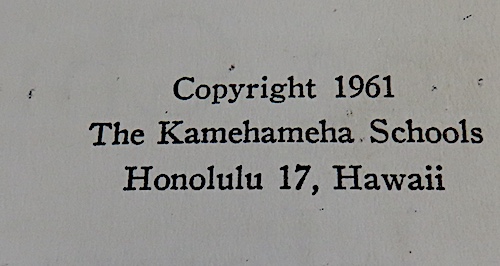 Copyright 1961
The Kamehameha Schools
Honolulu 17, Hawaii